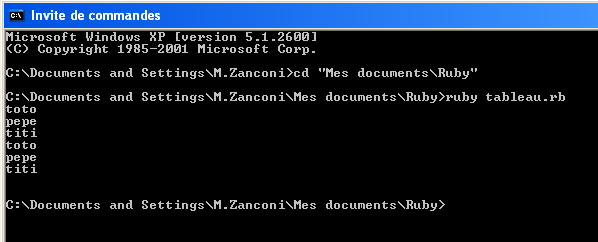 Invite de commandes
Microsoft Windows XP [version 5.1.2600]
(C) Copyright 1985-2001 Microsoft Corp.
C:\Documents and Settings\M.Zanconi>cd "Mes documents\Ruby"
C:\Documents and Settings\M.Zanconi\Mes documents\Ruby>ruby tableau.rb
toto
pepe
titi
toto
pepe
titi
C:\Documents and Settings\M.Zanconi\Mes documents\Ruby>